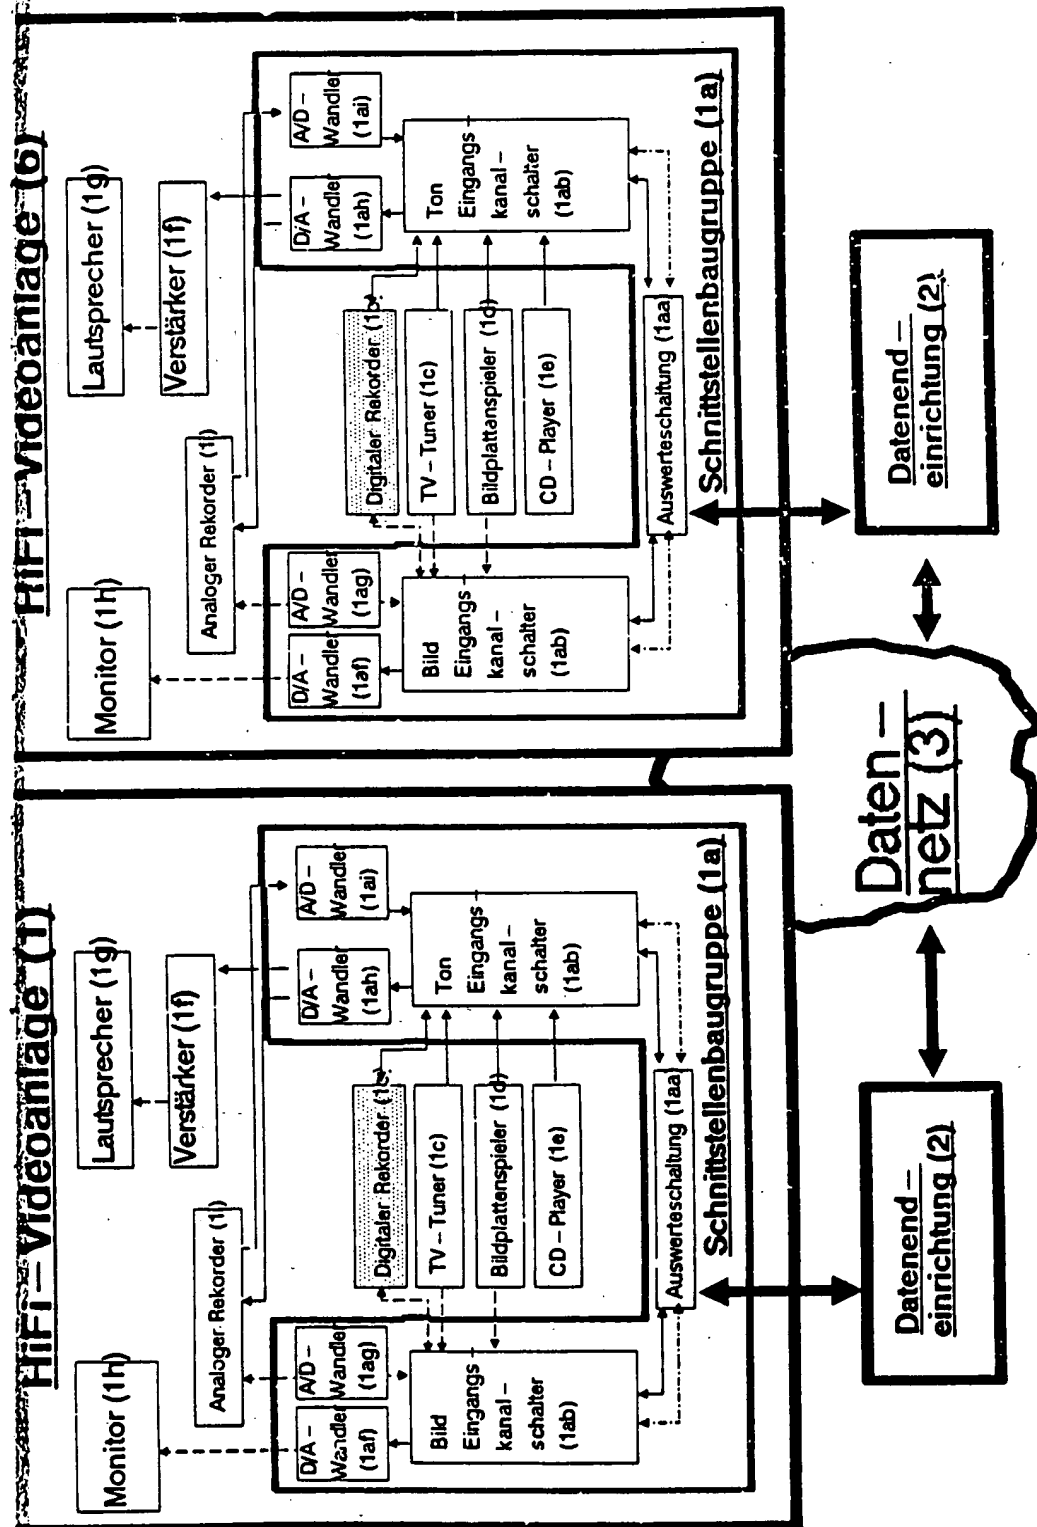 HiFi – Videoanlage (1)
Monitor (1h)
Lautsprecher (1g)
Verstärker (1f)
Analoger Rekorder (1i)
D/A –
Wandler
(1af)
A/D –
Wandler
(1ag)
D/A –
Wandler
(1ah)
A/D –
Wandler
(1ai)
Bild
Eingangs –
kanal –
schalter
(1ab)
Digitaler Rekorder
TV – Tuner (1c)
Bildplattenspieler (1d)
CD – Player (1e)
Ton
Eingangs –
kanal –
schalter
(1ab)
Auswerteschaltung (1aa)
Schnittstellenbaugruppe (1a)
Datenend –
einrichtung (2)
HiFi – Videoanlage (6)
Monitor (1h)
Lautsprecher (1g)
Verstärker (1f)
Analoger Rekorder (1i)
D/A –
Wandler
(1af)
A/D –
Wandler
(1ag)
D/A –
Wandler
(1ah)
A/D –
Wandler
(1ai)
Bild
Eingangs –
kanal –
schalter
(1ab)
Digitaler Rekorder
TV – Tuner (1c)
Bildplattanspieler (1d)
CD – Player (1e)
Ton
Eingangs –
kanal –
schalter
(1ab)
Auswerteschaltung (1aa)
Schnittstellenbaugruppe (1a)
Datenend –
einrichtung (2)
Daten –
netz (3)